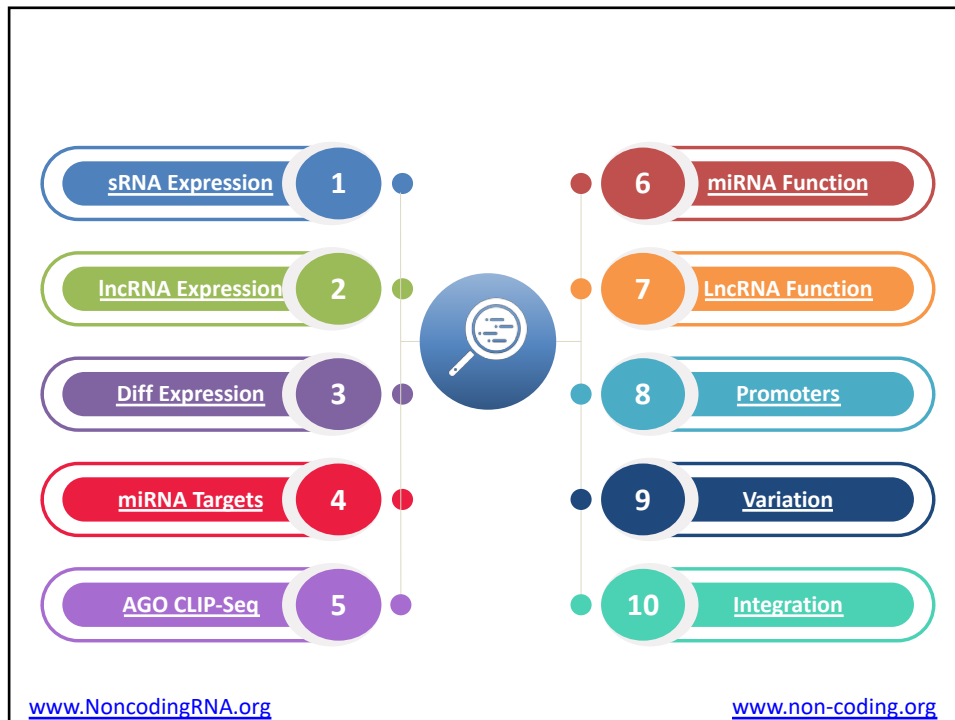 sRNA Expression 1
lncRNA Expression 2
Diff Expression 3
miRNA Targets 4
AGO CLIP-Seq 5
6 miRNA Function
7 LncRNA Function
8 Promoters
9 Variation
10 Integration
www.NoncodingRNA.org
www.non-coding.org